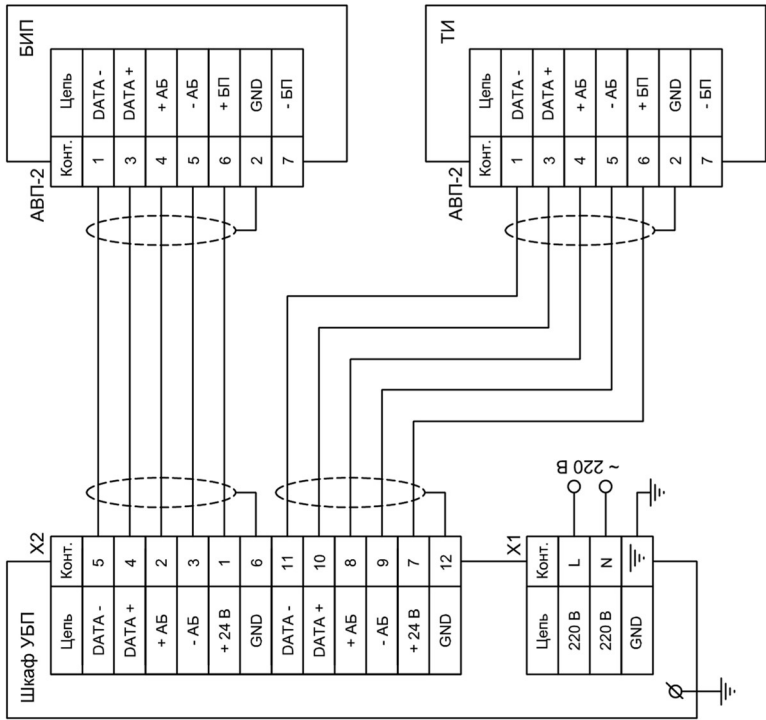 БИП
АВП-2
Конт. Цепь
1 DATA -
3 DATA +
4 + АБ
5 - АБ
6 + БП
2 GND
7 - БП
ТИ
АВП-2
Конт. Цепь
1 DATA -
3 DATA +
4 + АБ
5 - АБ
6 + БП
2 GND
7 - БП
Шкаф УБП
X2
Цепь Конт.
DATA - 5
DATA + 4
+ АБ 2
- АБ 3
+ 24 В 1
GND 6
DATA - 11
DATA + 10
+ АБ 8
- АБ 9
+ 24 В 7
GND 12
X1
Цепь Конт.
220 В L
220 В N
GND
~ 220 В